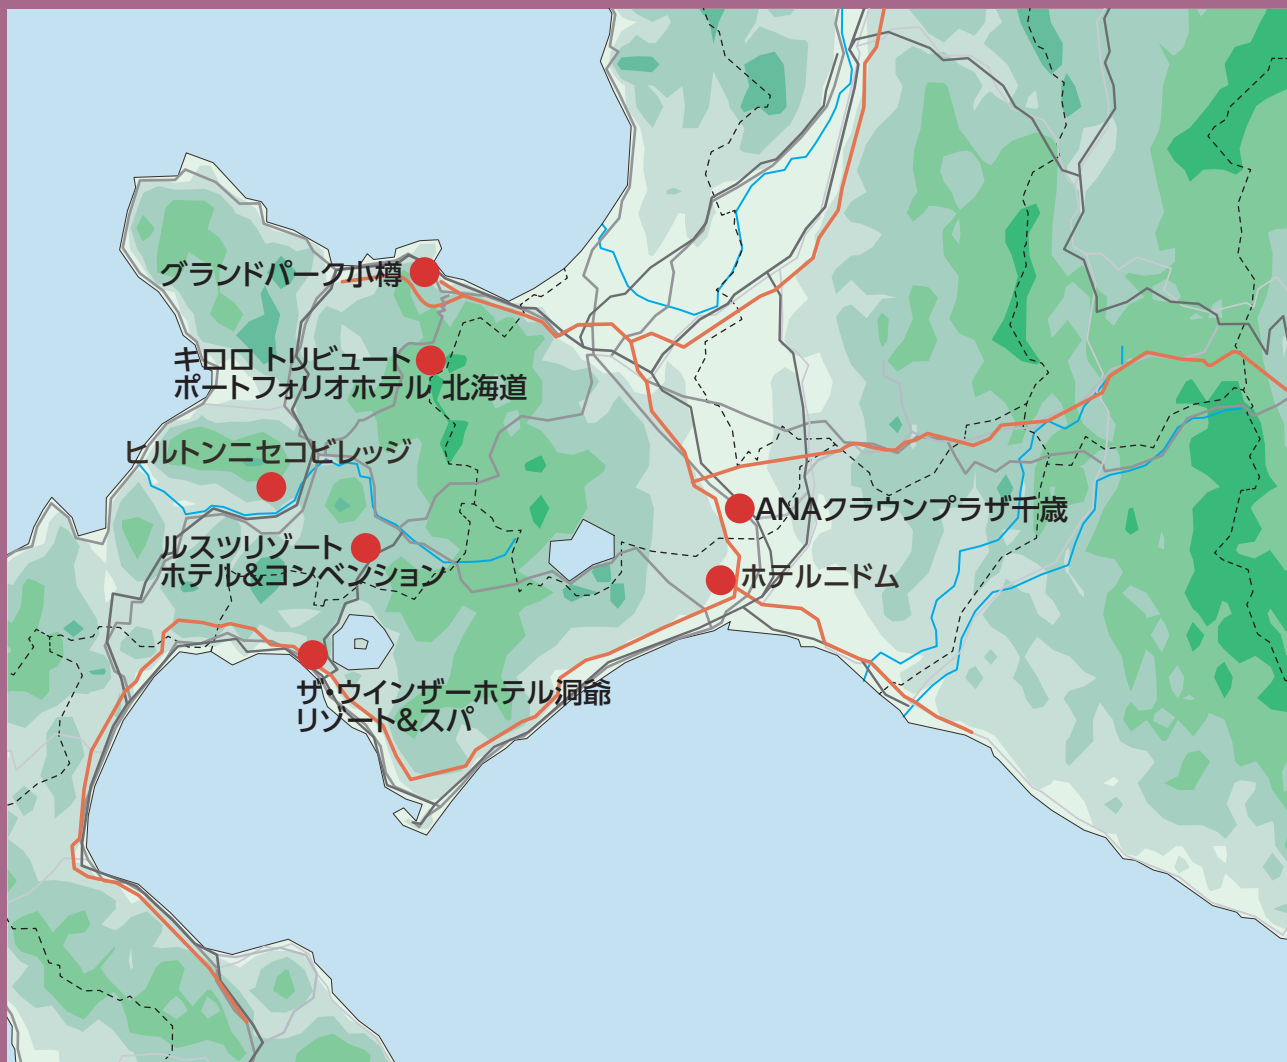 グランドパーク小樽
キロロ トリビュート
ポートフォリオホテル 北海道
ヒルトンニセコビレッジ
ANAクラウンプラザ千歳
ルスツリゾート
ホテル&コンベンション
ホテルニドム
ザ・ウインザーホテル洞爺
リゾート&スパ